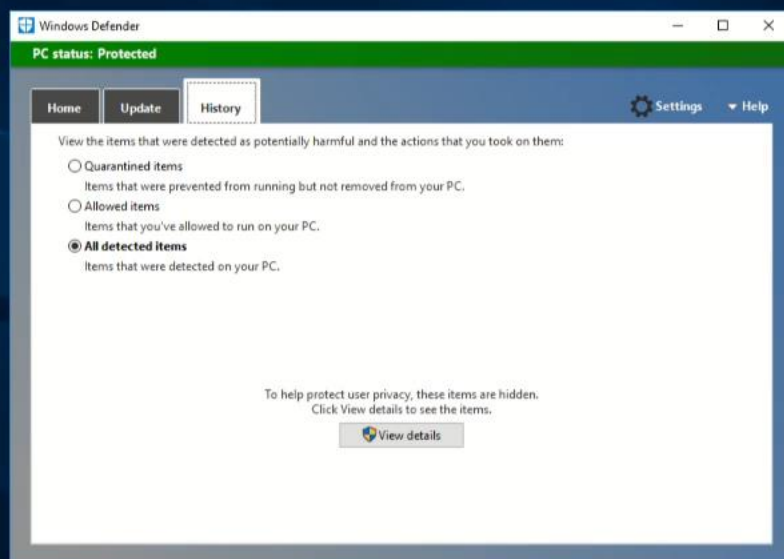 Windows Defender
PC status: Protected
Home Update History Settings Help
View the items that were detected as potentially harmful and the actions that you took on them:
Quarantined items
Items that were prevented from running but not removed from your PC.
Allowed items
Items that you've allowed to run on your PC.
All detected items
Items that were detected on your PC.
To help protect user privacy, these items are hidden.
Click View details to see the items.
View details